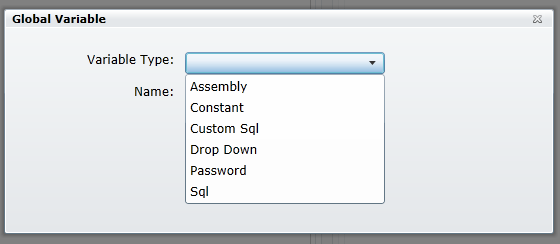 Global Variable
Variable Type:
Name:
Assembly
Constant
Custom Sql
Drop Down
Password
Sql